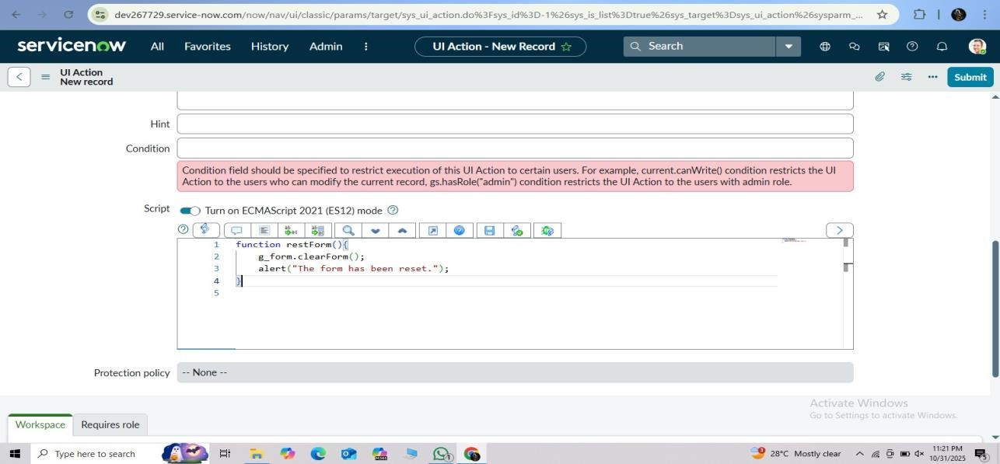 dev267729.service-now.com/now/nav/ui/classic/params/target/sys_ui_action.do%3Fsys_id%3D-1%26sys_is_list%3Dtrue%26sys_target%3Dsys_ui_action%26sysparm_...
servicenow All Favorites History Admin UI Action - New Record Search
UI Action
New record
Submit
Hint
Condition
Condition field should be specified to restrict execution of this UI Action to certain users. For example, current.canWrite() condition restricts the UI
Action to the users who can modify the current record, gs.hasRole("admin") condition restricts the UI Action to the users with admin role.
Script Turn on ECMAScript 2021 (ES12) mode
1 function restForm(){
2 g_form.clearForm();
3 alert("The form has been reset.");
4 }
5
Protection policy -- None --
Activate Windows
Go to Settings to activate Windows.
Workspace Requires role
Type here to search
28°C Mostly clear
11:21 PM
10/31/2025